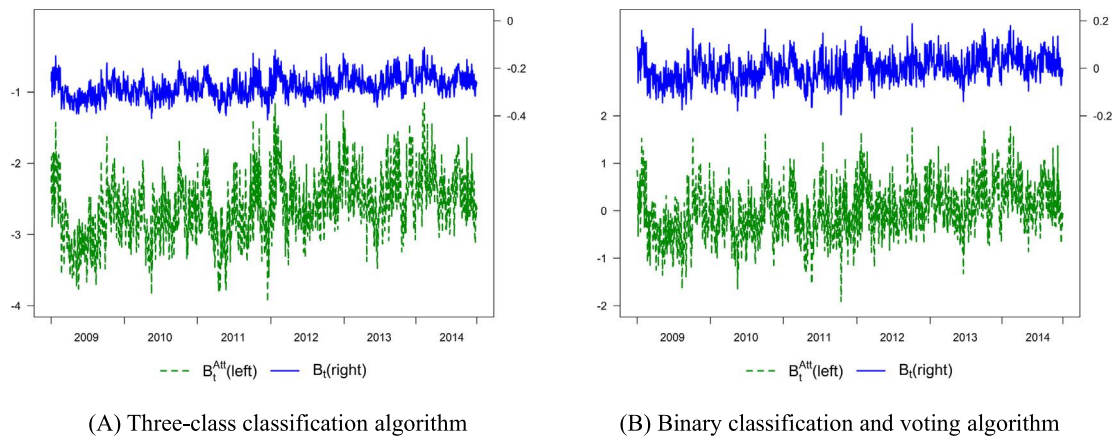 0
-0.2
-0.4
-1
-2
-3
-4
2009 2010 2011 2012 2013 2014
B_t^Att(left) B_t(right)
(A) Three-class classification algorithm
0.2
0
-0.2
2
1
0
-1
-2
2009 2010 2011 2012 2013 2014
B_t^Att(left) B_t(right)
(B) Binary classification and voting algorithm